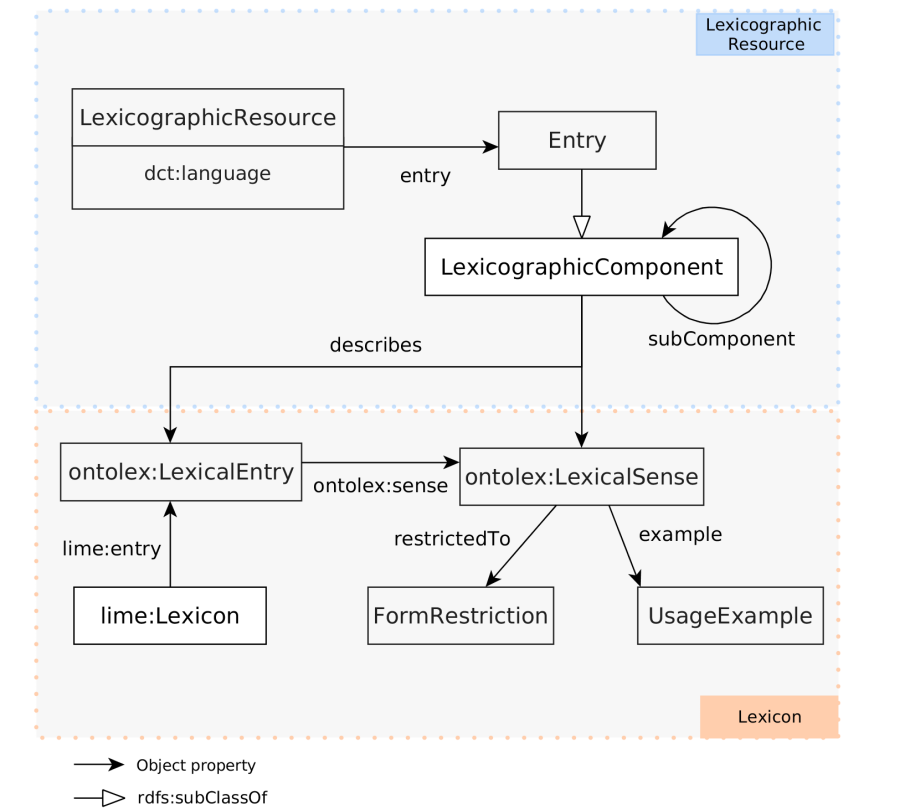 Lexicographic
Resource
LexicographicResource
dct:language
entry
Entry
LexicographicComponent
subComponent
describes
ontolex:LexicalEntry
ontolex:sense
ontolex:LexicalSense
lime:entry
restrictedTo
example
lime:Lexicon
FormRestriction
UsageExample
Lexicon
Object property
rdfs:subClassOf